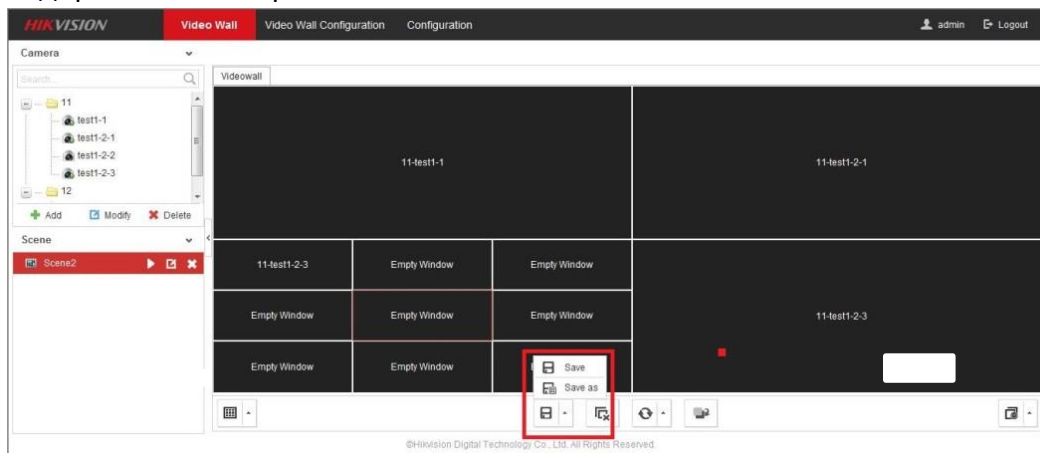 HIKVISION Video Wall Video Wall Configuration Configuration admin Logout
Camera
Search...
Videowall
11
test1-1
test1-2-1
test1-2-2
test1-2-3
12
Add Modify Delete
Scene
Scene2
11-test1-1 11-test1-2-1
11-test1-2-3 Empty Window Empty Window
Empty Window Empty Window Empty Window
11-test1-2-3
Empty Window Empty Window
Save
Save as
©Hikvision Digital Technology Co., Ltd. All Rights Reserved.